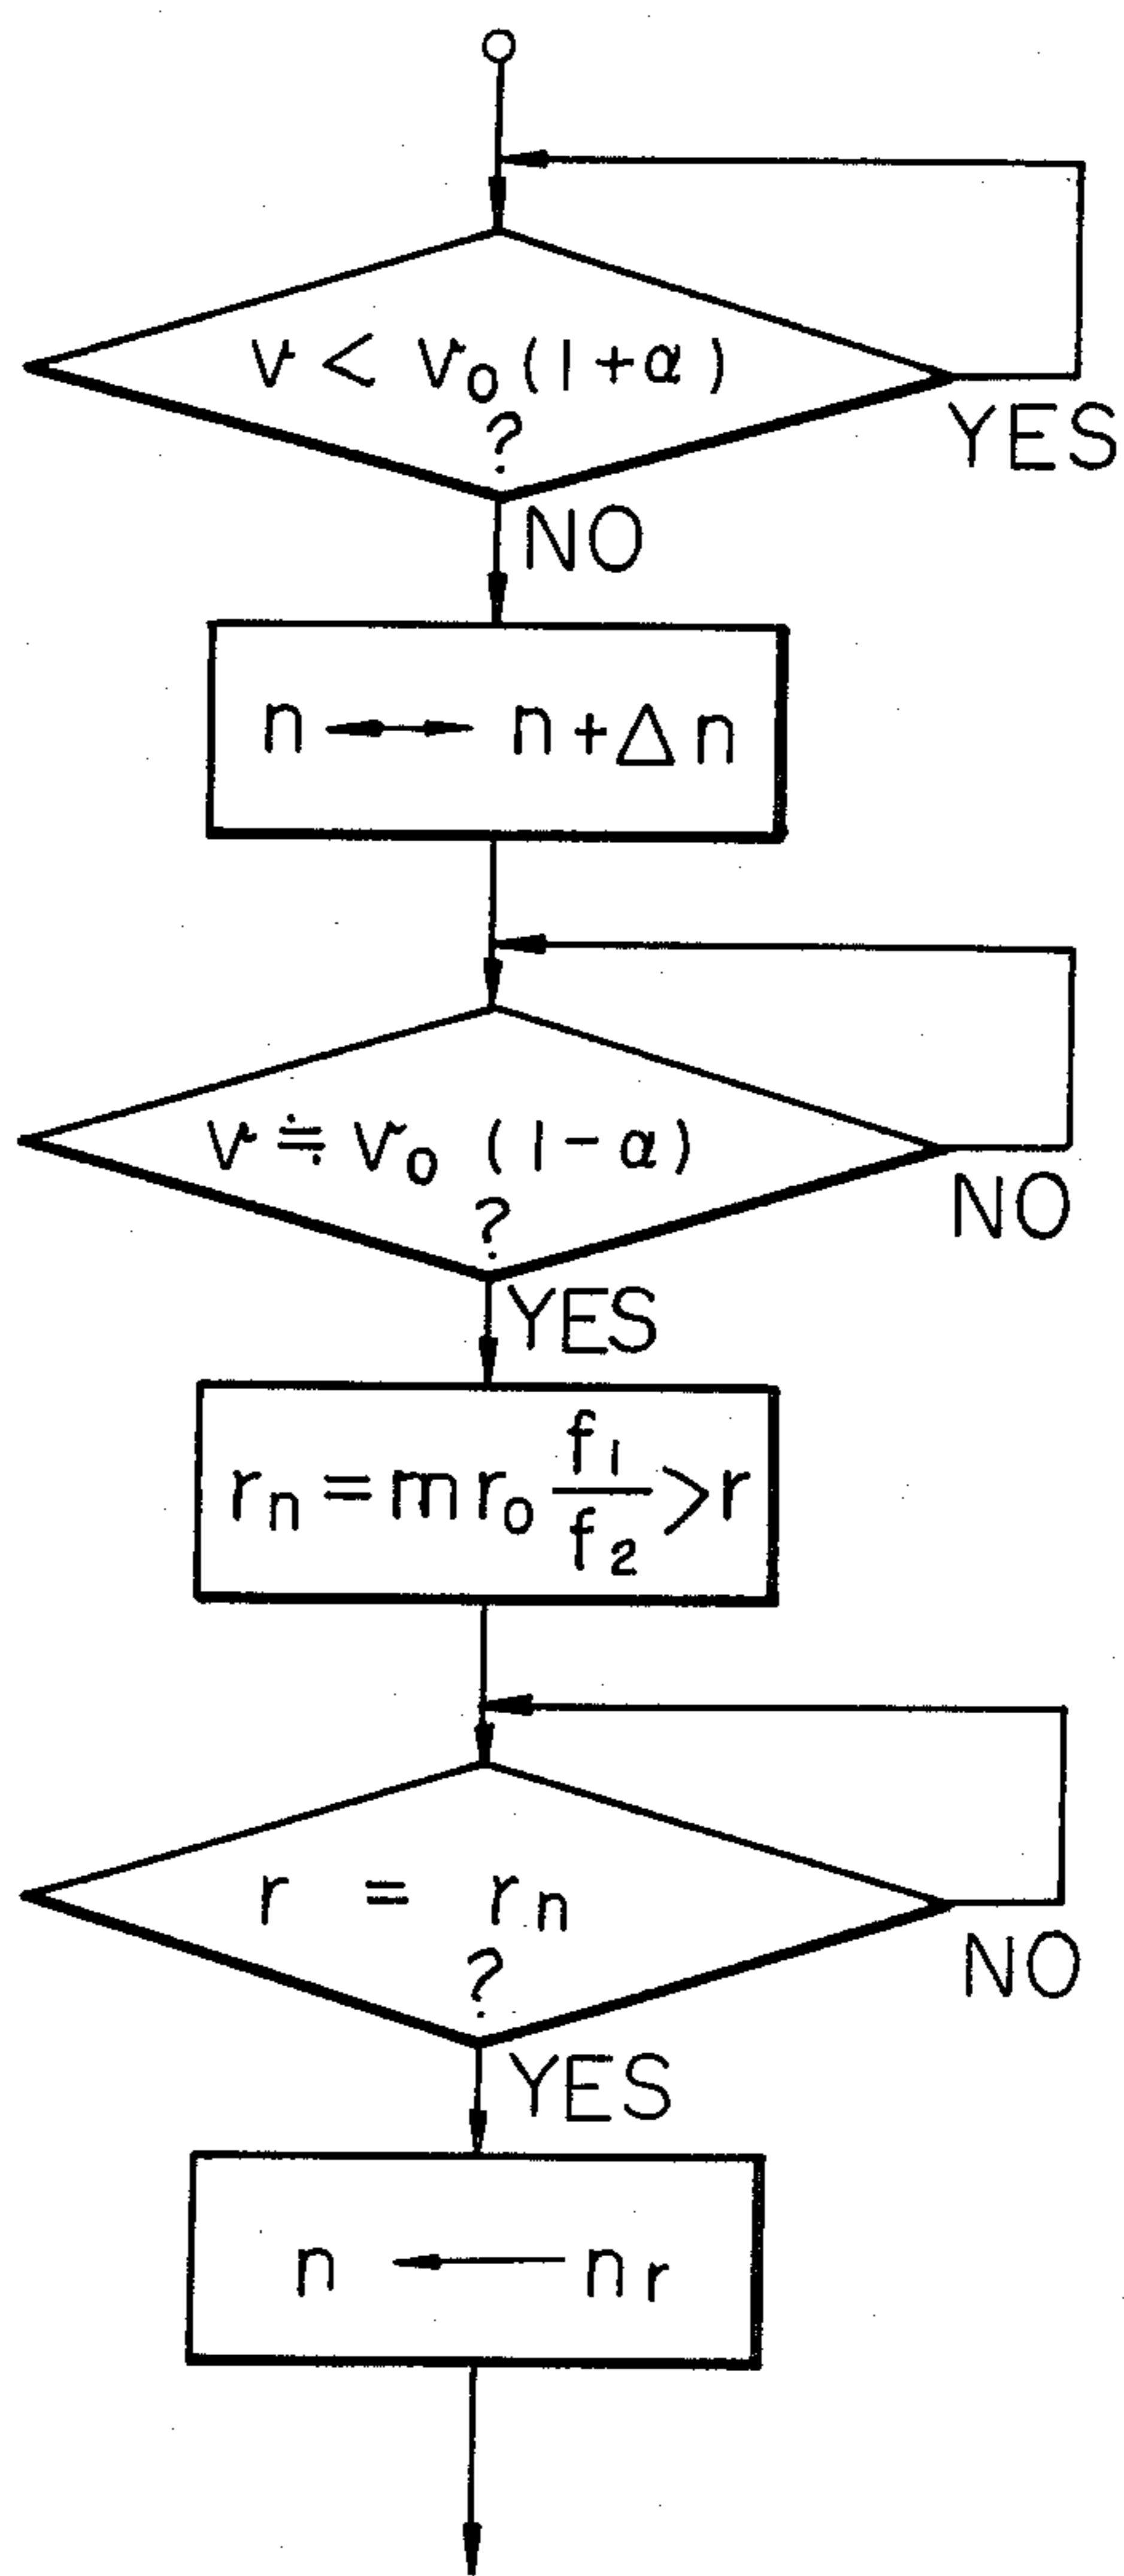 v < v₀(1+α)
?
YES
NO
n ↔ n+Δn
v ≒ v₀ (1-α)
?
NO
YES
rₙ = m r₀ f₁/f₂ > r
r = rₙ
?
NO
YES
n ← nᵣ